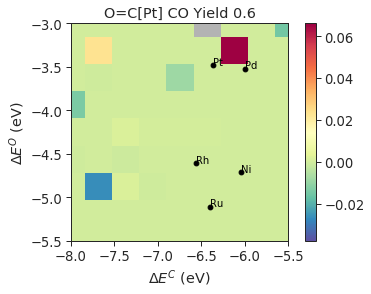 O=C[Pt] CO Yield 0.6
−3.0
−3.5
−4.0
−4.5
−5.0
−5.5
ΔE^O (eV)
Pt
Pd
Rh
Ni
Ru
−8.0 −7.5 −7.0 −6.5 −6.0 −5.5
ΔE^C (eV)
0.06
0.04
0.02
0.00
−0.02